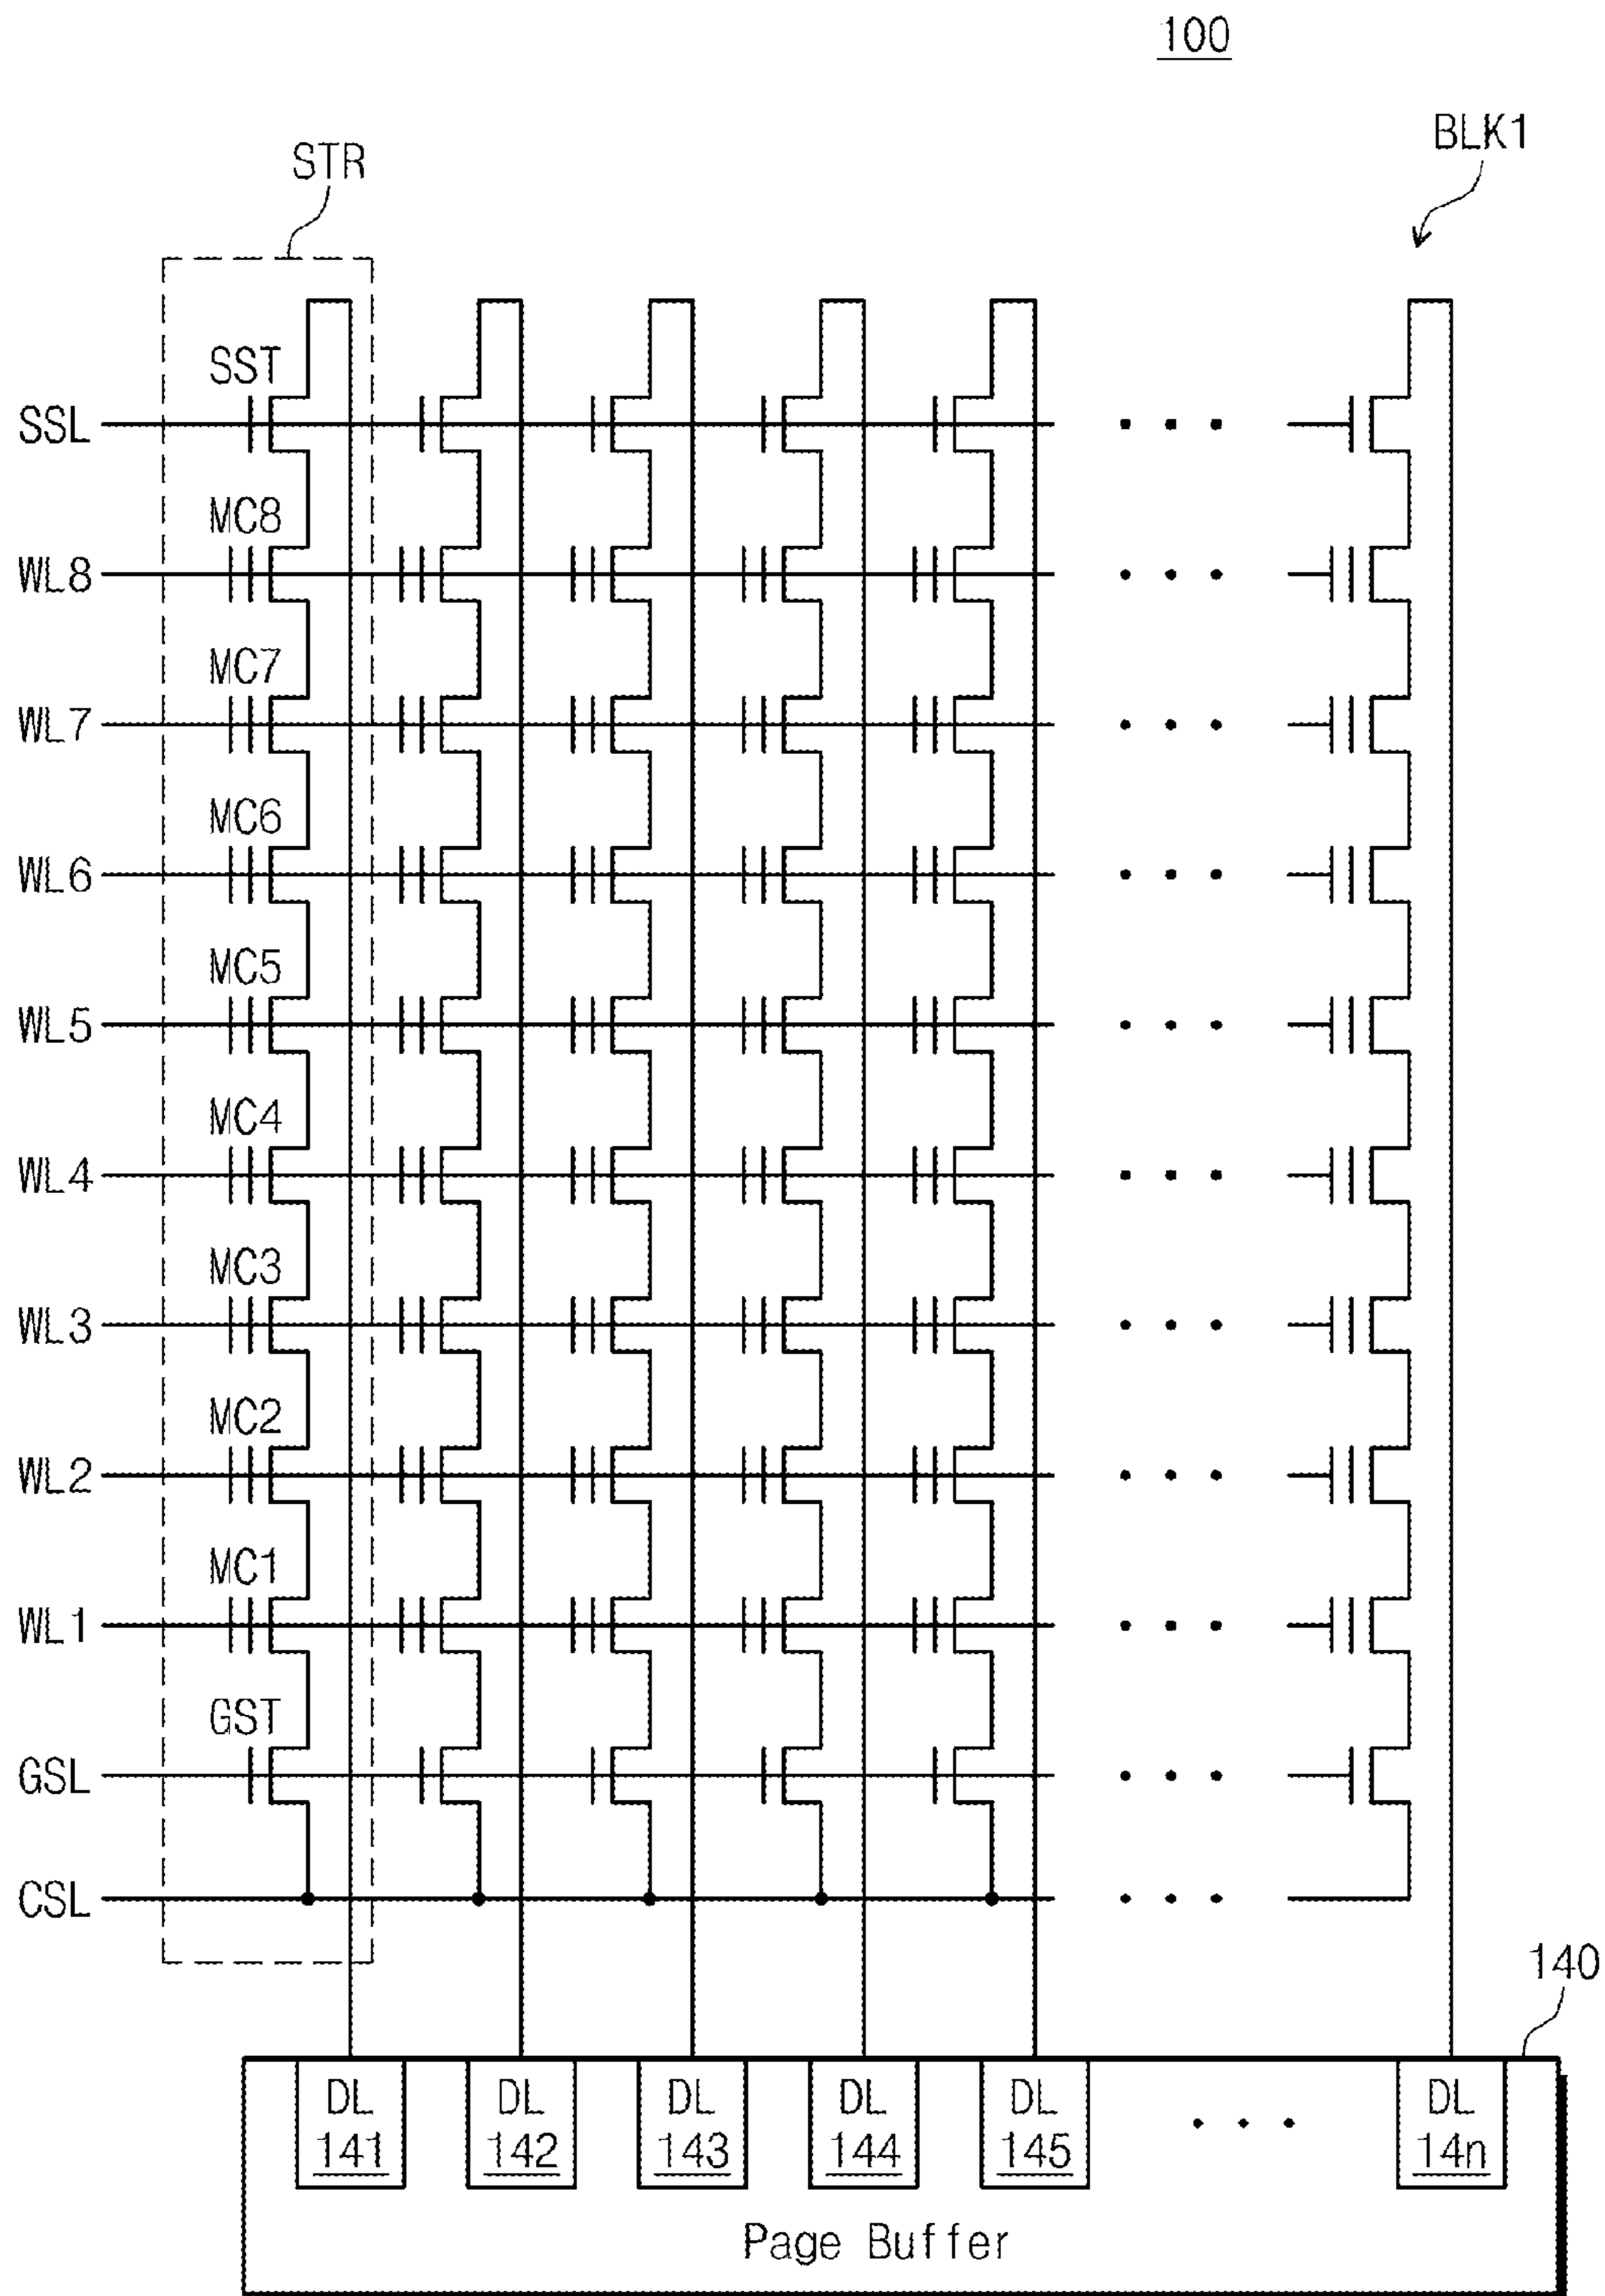 100
BLK1
STR
SST
SSL
MC8
WL8
MC7
WL7
MC6
WL6
MC5
WL5
MC4
WL4
MC3
WL3
MC2
WL2
MC1
WL1
GST
GSL
CSL
140
DL DL DL DL DL DL
141 142 143 144 145 14n
Page Buffer